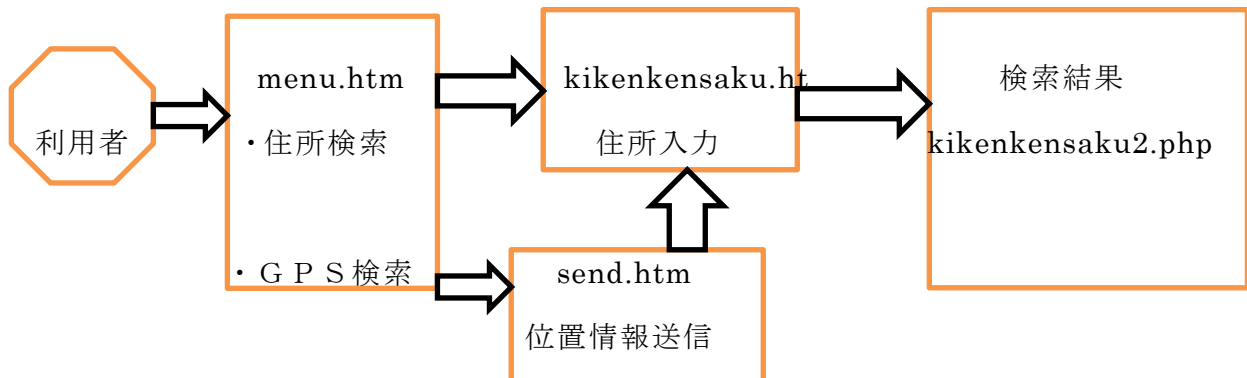 利用者
menu.htm
・住所検索
・ＧＰＳ検索
kikenkensaku.ht
住所入力
send.htm
位置情報送信
検索結果
kikenkensaku2.php